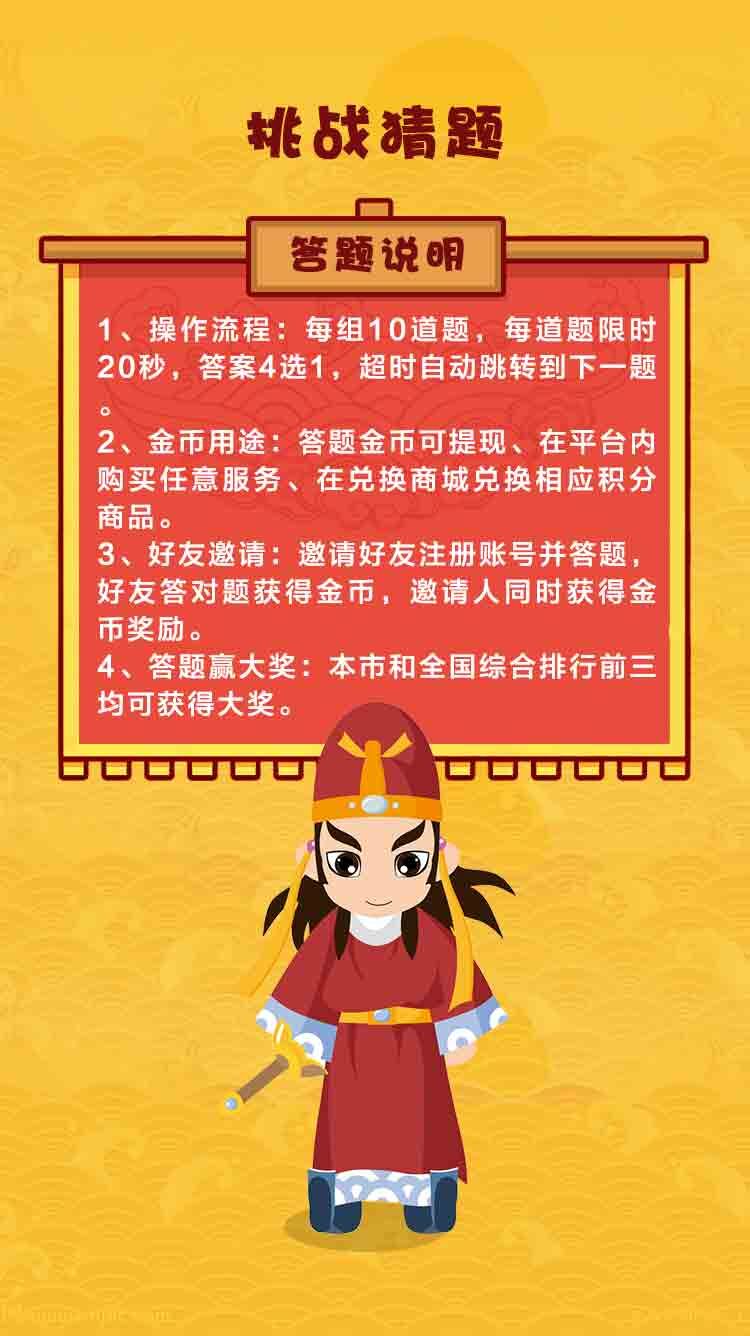 挑战猜题
答题说明
1、操作流程：每组10道题，每道题限时
20秒，答案4选1，超时自动跳转到下一题
。
2、金币用途：答题金币可提现、在平台内
购买任意服务、在兑换商城兑换相应积分
商品。
3、好友邀请：邀请好友注册账号并答题，
好友答对题获得金币，邀请人同时获得金
币奖励。
4、答题赢大奖：本市和全国综合排行前三
均可获得大奖。